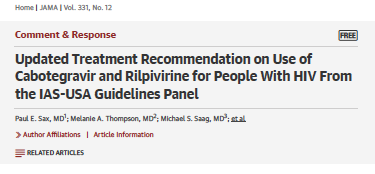 Home | JAMA | Vol. 331, No. 12
Comment & Response
FREE
Updated Treatment Recommendation on Use of
Cabotegravir and Rilpivirine for People With HIV From
the IAS-USA Guidelines Panel
Paul E. Sax, MD1; Melanie A. Thompson, MD2; Michael S. Saag, MD3; et al
» Author Affiliations | Article Information
RELATED ARTICLES